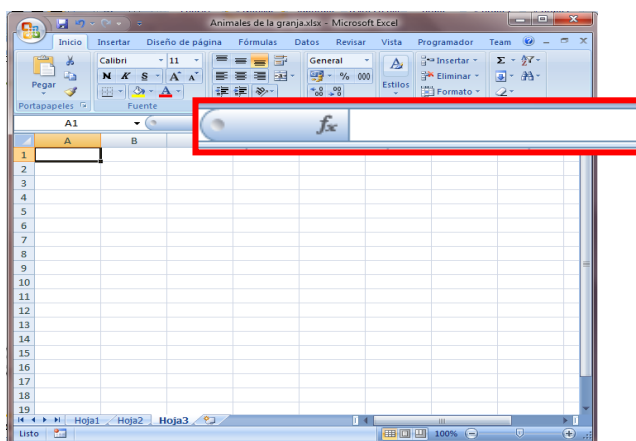 Animales de la granja.xlsx - Microsoft Excel
Inicio Insertar Diseño de página Fórmulas Datos Revisar Vista Programador Team
Calibri 11 General Insertar Σ
N K S A A % 000 Eliminar
Pegar A Estilos Formato
Portapapeles Fuente
A1 fx
A B
1
2
3
4
5
6
7
8
9
10
11
12
13
14
15
16
17
18
19
Hoja1 Hoja2 Hoja3
Listo 100%